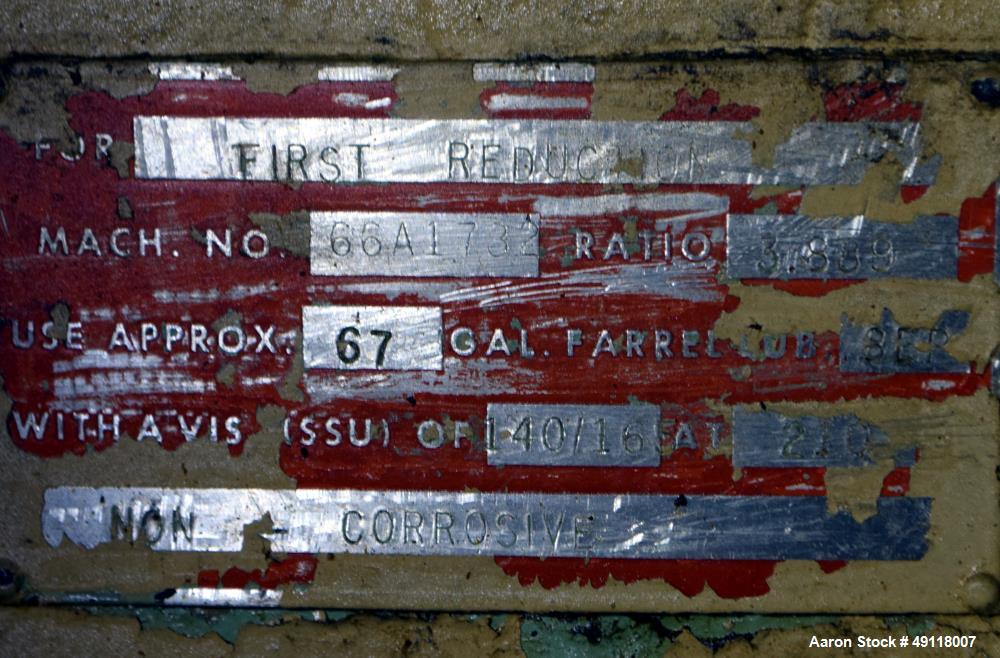 FOR FIRST REDUCTION
MACH. NO. 66A1732 RATIO 3.889
USE APPROX. 67 GAL. FARREL LUB.
WITH A VIS (SSU) OF 140/165 AT 210
NON - CORROSIVE
Aaron Stock # 49118007